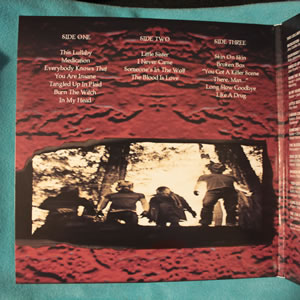 SIDE ONE
This Lullaby
Medication
Everybody Knows That
You Are Insane
Tangled Up In Plaid
Burn The Witch
In My Head
SIDE TWO
Little Sister
I Never Came
Someone's In The Wolf
The Blood Is Love
SIDE THREE
Skin On Skin
Broken Box
"You Got A Killer Scene
There, Man..."
Long Slow Goodbye
Like A Drug